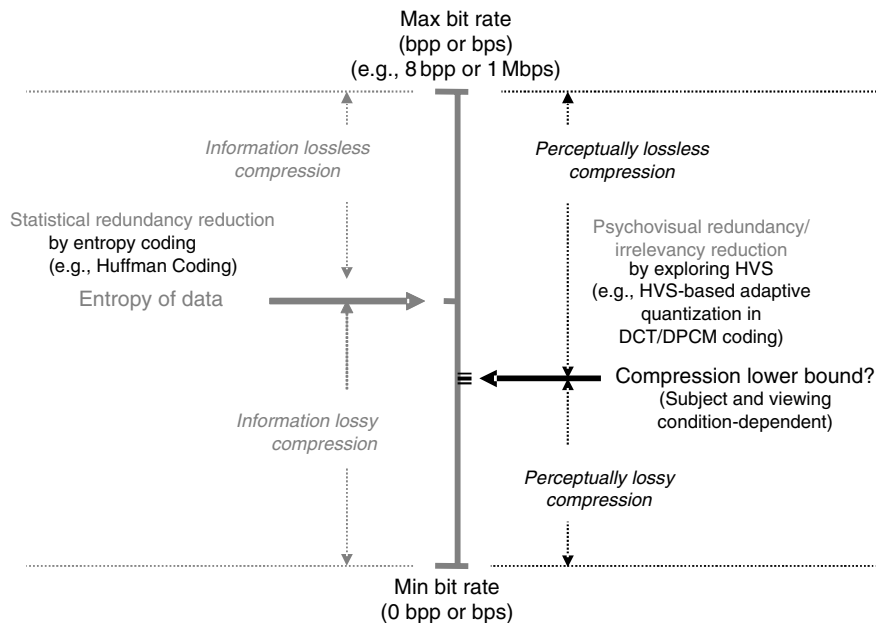 Max bit rate
(bpp or bps)
(e.g., 8 bpp or 1 Mbps)
Information lossless
compression
Perceptually lossless
compression
Statistical redundancy reduction
by entropy coding
(e.g., Huffman Coding)
Psychovisual redundancy/
irrelevancy reduction
by exploring HVS
(e.g., HVS-based adaptive
quantization in
DCT/DPCM coding)
Entropy of data
Compression lower bound?
(Subject and viewing
condition-dependent)
Information lossy
compression
Perceptually lossy
compression
Min bit rate
(0 bpp or bps)